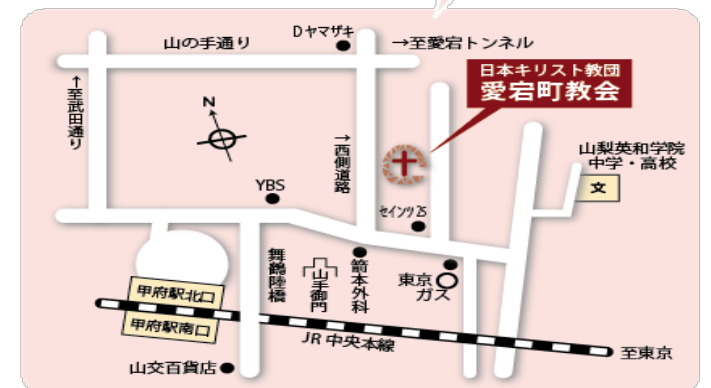 Dヤマザキ
山の手通り
→至愛宕トンネル
日本キリスト教団
愛宕町教会
←至武田通り
N
→西側道路
山梨英和学院
中学・高校
文
YBS
セインツ25
舞鶴陸橋
山手御門
箭本外科
東京
ガス
甲府駅北口
甲府駅南口
JR中央本線
至東京
山交百貨店